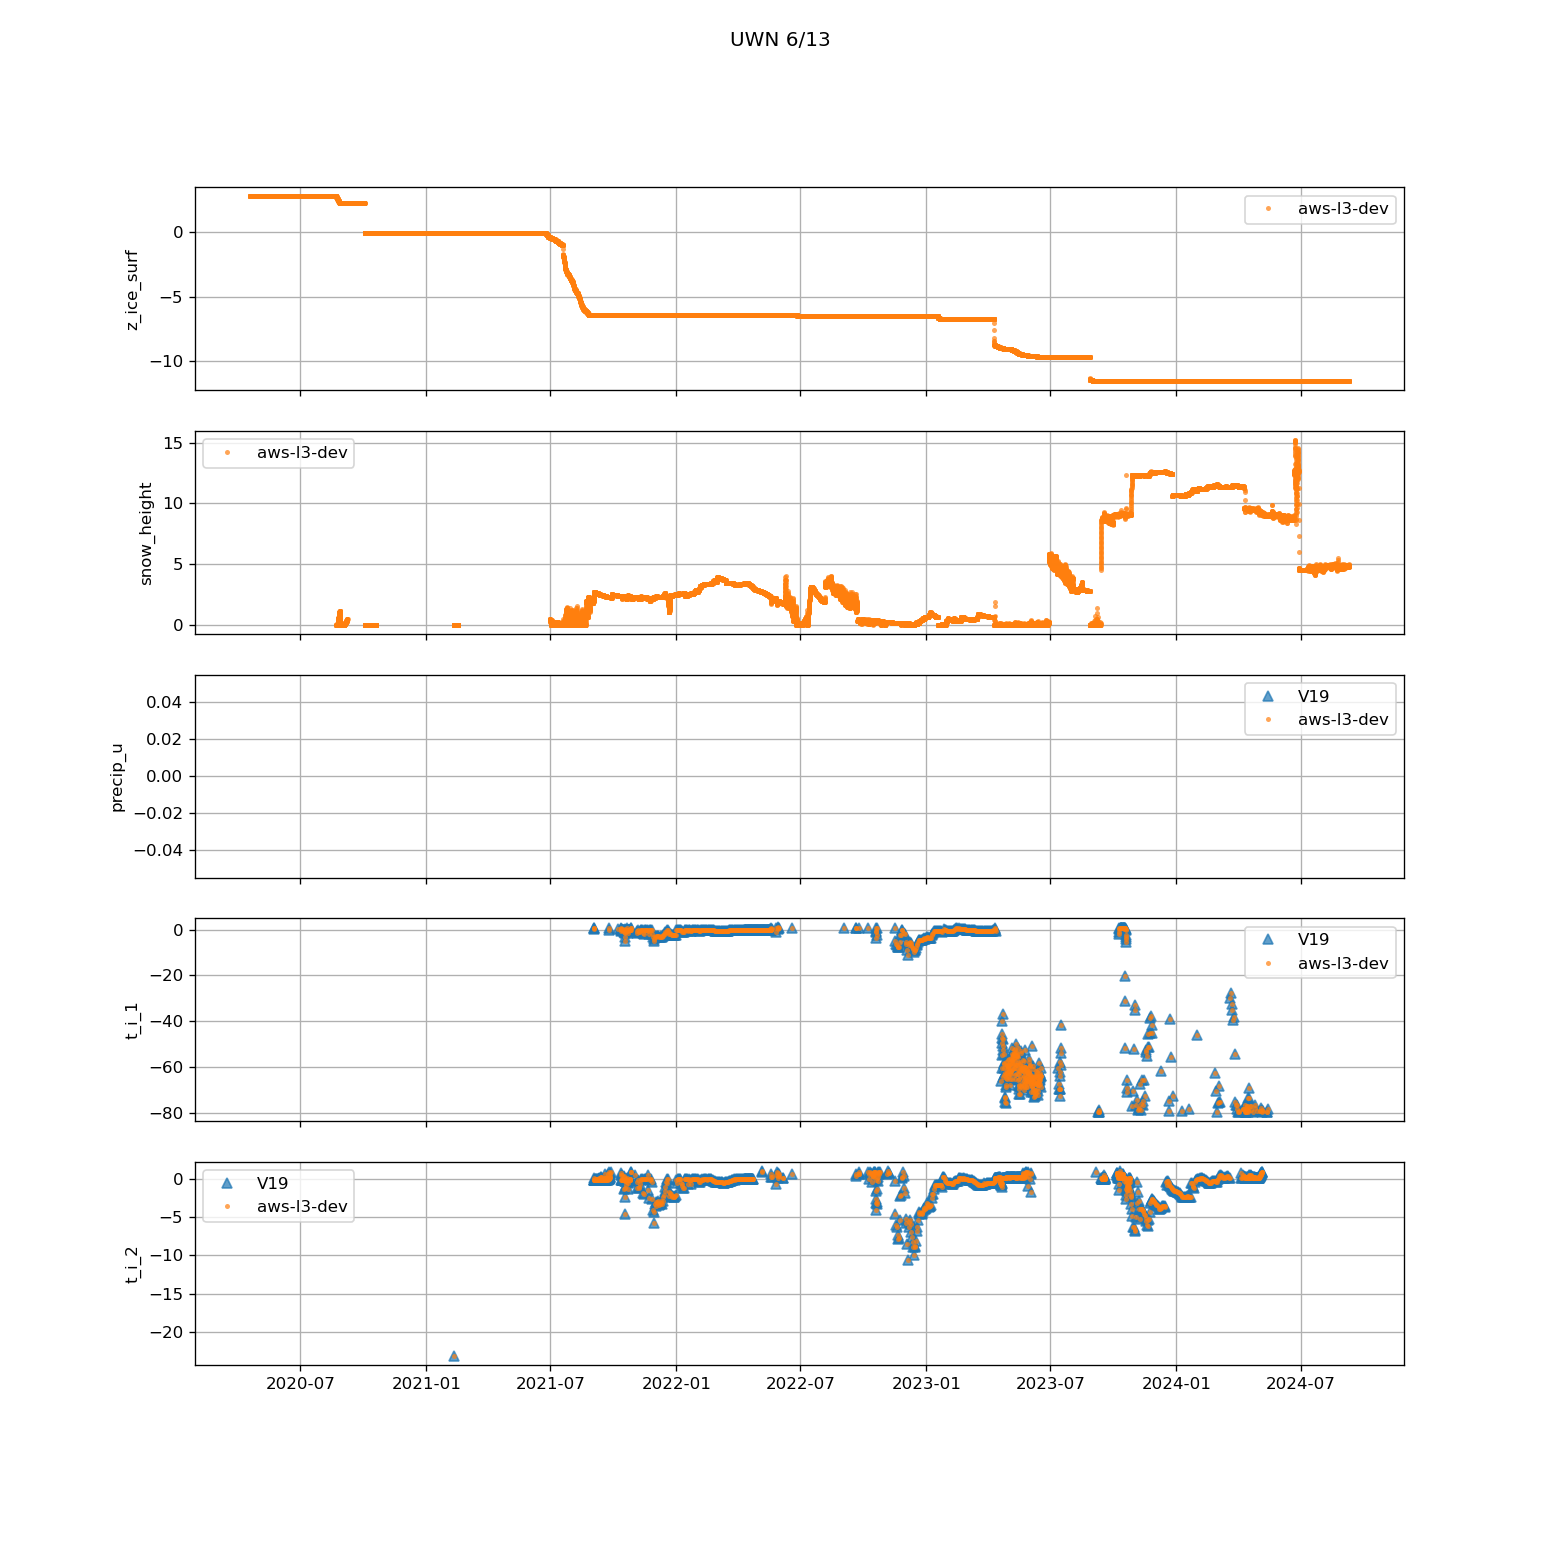 UWN 6/13
z_ice_surf
0
−5
−10
aws-l3-dev
snow_height
15
10
5
0
aws-l3-dev
precip_u
0.04
0.02
0.00
−0.02
−0.04
V19
aws-l3-dev
t_i_1
0
−20
−40
−60
−80
V19
aws-l3-dev
t_i_2
0
−5
−10
−15
−20
V19
aws-l3-dev
2020-07 2021-01 2021-07 2022-01 2022-07 2023-01 2023-07 2024-01 2024-07